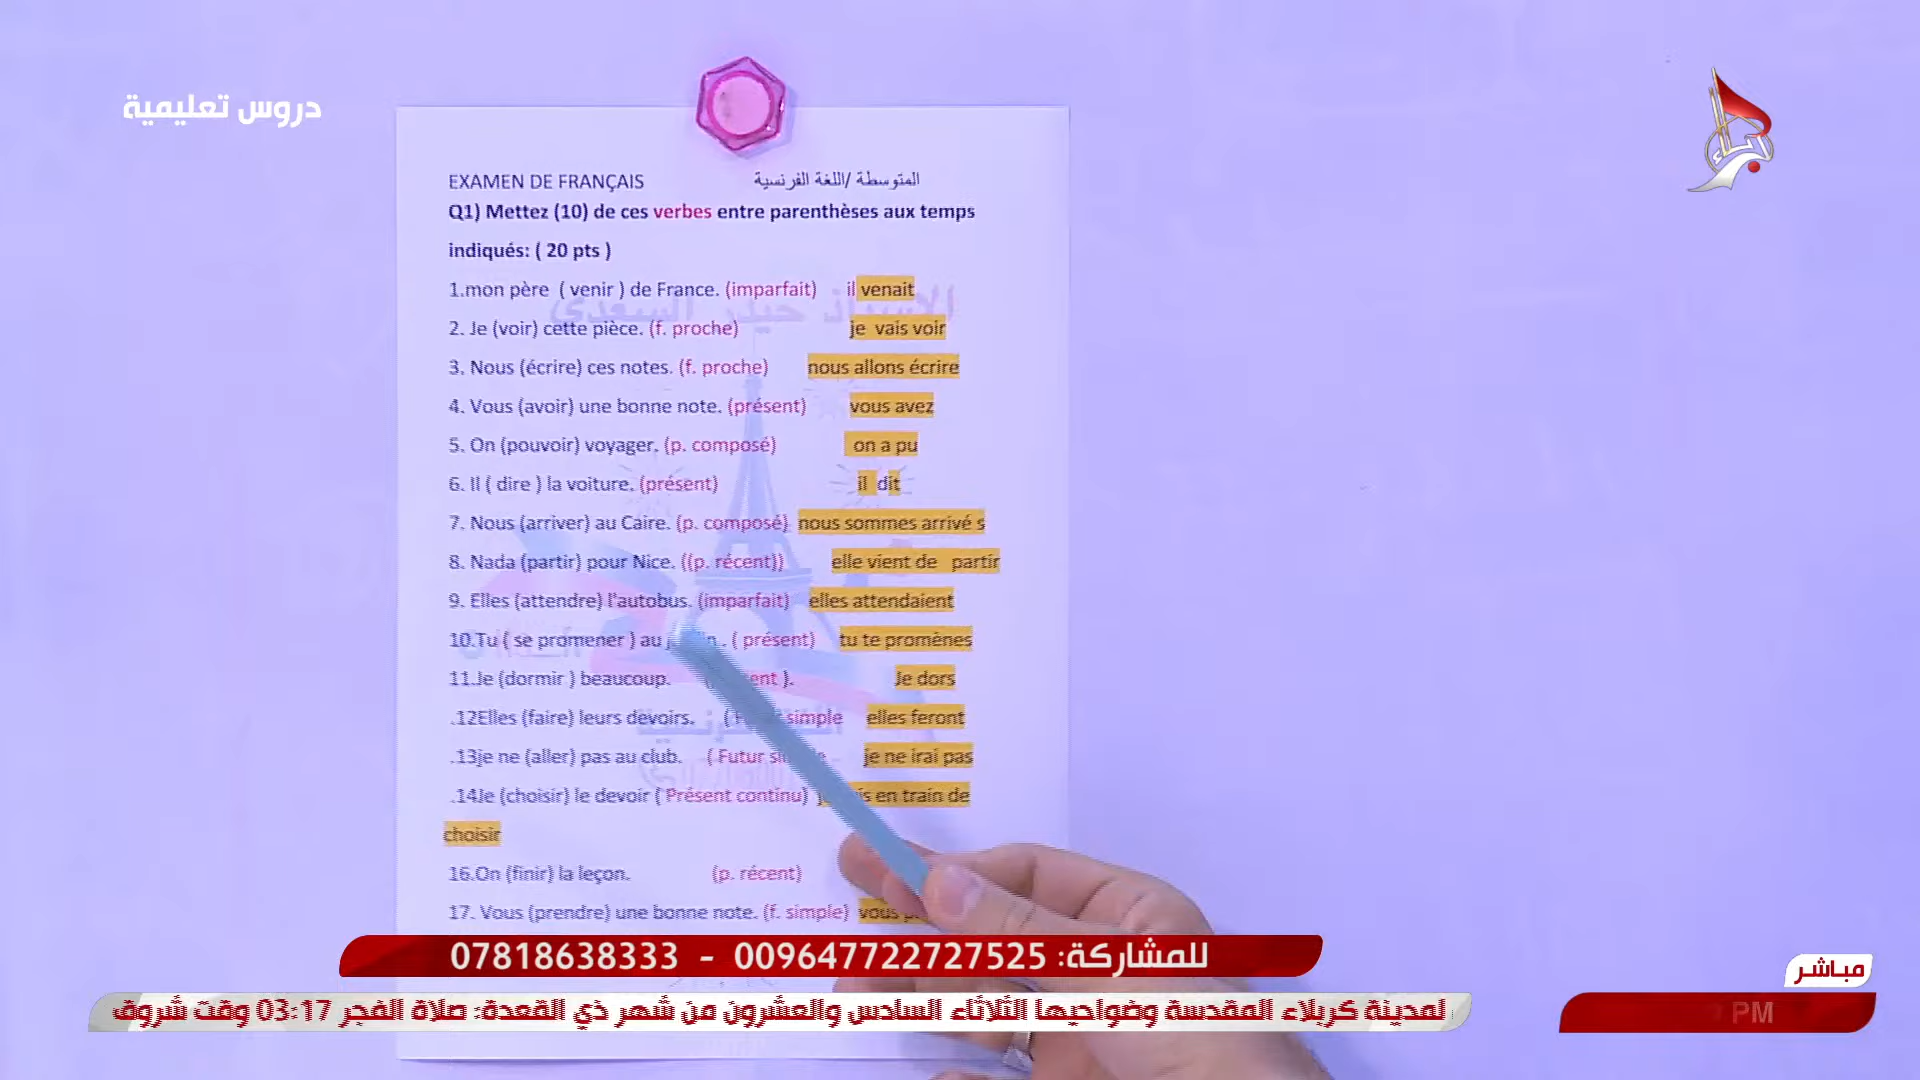 دروس تعليمية
EXAMEN DE FRANÇAIS المتوسطة /اللغة الفرنسية
Q1) Mettez (10) de ces verbes entre parenthèses aux temps
indiqués: ( 20 pts )
1.mon père ( venir ) de France. (imparfait) il venait
2. Je (voir) cette pièce. (f. proche) je vais voir
3. Nous (écrire) ces notes. (f. proche) nous allons écrire
4. Vous (avoir) une bonne note. (présent) vous avez
5. On (pouvoir) voyager. (p. composé) on a pu
6. Il ( dire ) la voiture. (présent) il dit
7. Nous (arriver) au Caire. (p. composé) nous sommes arrivé s
8. Nada (partir) pour Nice. ((p. récent)) elle vient de partir
9. Elles (attendre) l'autobus. (imparfait) elles attendaient
10.Tu ( se promener ) au . ( présent) tu te promènes
11.Je (dormir ) beaucoup. ). Je dors
.12Elles (faire) leurs devoirs. ( simple elles feront
.13je ne (aller) pas au club. ( Futur je ne irai pas
.14Je (choisir) le devoir ( Présent continu) en train de
choisir
16.On (finir) la leçon. (p. récent)
17. Vous (prendre) une bonne note. (f. simple) vous
للمشاركة: 009647722727525 - 07818638333
مباشر
لمدينة كربلاء المقدسة وضواحيها الثلاثاء السادس والعشرون من شهر ذي القعدة: صلاة الفجر 03:17 وقت شروق
PM